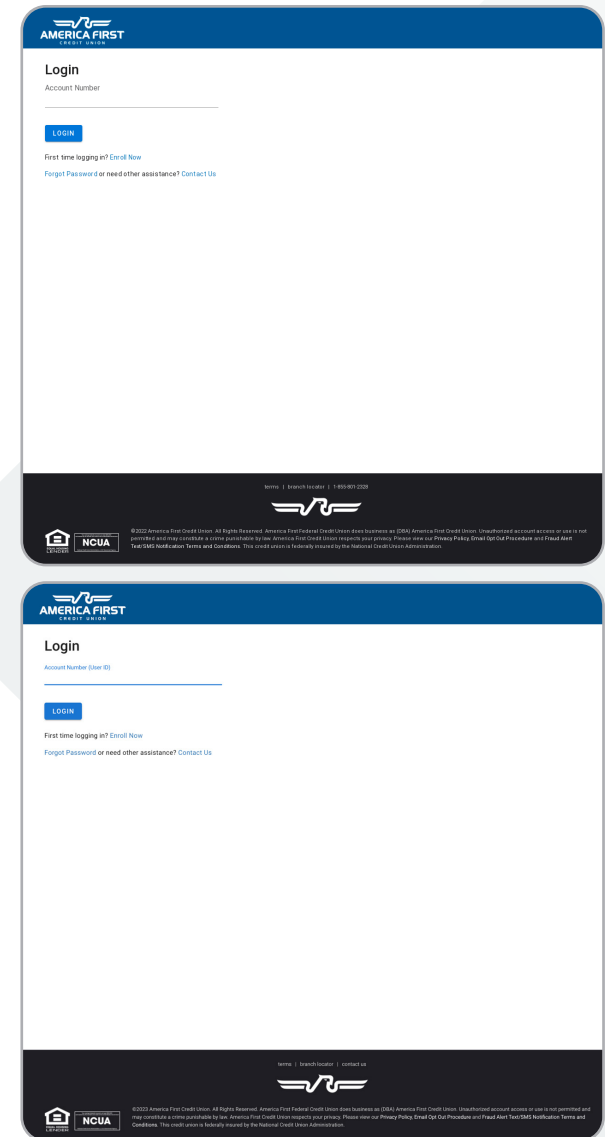 AMERICA FIRST
CREDIT UNION
Login
Account Number
LOGIN
First time logging in? Enroll Now
Forgot Password or need other assistance? Contact Us
terms | branch locator | 1-855-801-2328
©2022 America First Credit Union. All Rights Reserved. America First Federal Credit Union does business as (DBA) America First Credit Union. Unauthorized account access or use is not
permitted and may constitute a crime punishable by law. America First Credit Union respects your privacy. Please view our Privacy Policy, Email Opt Out Procedure and Fraud Alert
Text/SMS Notification Terms and Conditions. This credit union is federally insured by the National Credit Union Administration.
LENDER
NCUA
AMERICA FIRST
CREDIT UNION
Login
Account Number (User ID)
LOGIN
First time logging in? Enroll Now
Forgot Password or need other assistance? Contact Us
terms | branch locator | contact us
©2023 America First Credit Union. All Rights Reserved. America First Federal Credit Union does business as (DBA) America First Credit Union. Unauthorized account access or use is not permitted and
may constitute a crime punishable by law. America First Credit Union respects your privacy. Please view our Privacy Policy, Email Opt Out Procedure and Fraud Alert Text/SMS Notification Terms and
Conditions. This credit union is federally insured by the National Credit Union Administration.
LENDER
NCUA